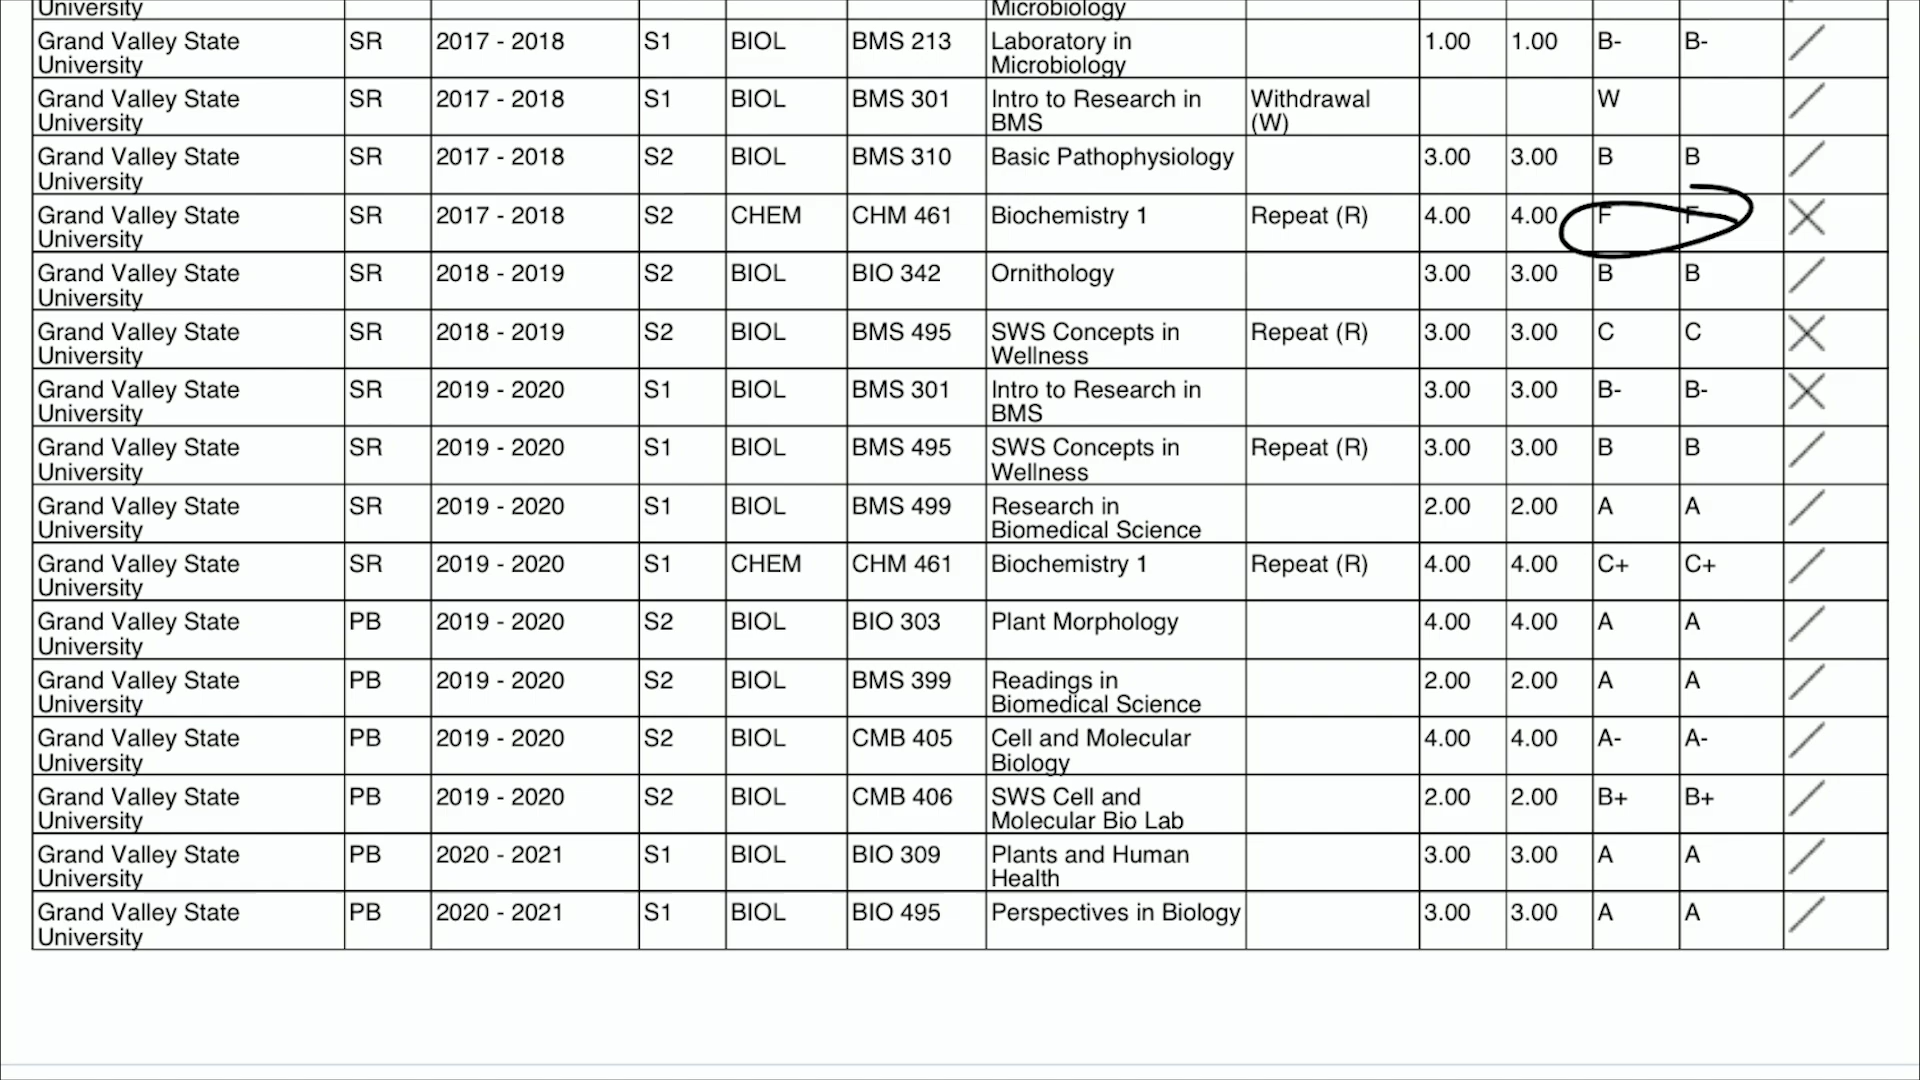 University Microbiology
Grand Valley State SR 2017 - 2018 S1 BIOL BMS 213 Laboratory in 1.00 1.00 B- B-
University Microbiology
Grand Valley State SR 2017 - 2018 S1 BIOL BMS 301 Intro to Research in Withdrawal W
University BMS (W)
Grand Valley State SR 2017 - 2018 S2 BIOL BMS 310 Basic Pathophysiology 3.00 3.00 B B
University
Grand Valley State SR 2017 - 2018 S2 CHEM CHM 461 Biochemistry 1 Repeat (R) 4.00 4.00 F F
University
Grand Valley State SR 2018 - 2019 S2 BIOL BIO 342 Ornithology 3.00 3.00 B B
University
Grand Valley State SR 2018 - 2019 S2 BIOL BMS 495 SWS Concepts in Repeat (R) 3.00 3.00 C C
University Wellness
Grand Valley State SR 2019 - 2020 S1 BIOL BMS 301 Intro to Research in 3.00 3.00 B- B-
University BMS
Grand Valley State SR 2019 - 2020 S1 BIOL BMS 495 SWS Concepts in Repeat (R) 3.00 3.00 B B
University Wellness
Grand Valley State SR 2019 - 2020 S1 BIOL BMS 499 Research in 2.00 2.00 A A
University Biomedical Science
Grand Valley State SR 2019 - 2020 S1 CHEM CHM 461 Biochemistry 1 Repeat (R) 4.00 4.00 C+ C+
University
Grand Valley State PB 2019 - 2020 S2 BIOL BIO 303 Plant Morphology 4.00 4.00 A A
University
Grand Valley State PB 2019 - 2020 S2 BIOL BMS 399 Readings in 2.00 2.00 A A
University Biomedical Science
Grand Valley State PB 2019 - 2020 S2 BIOL CMB 405 Cell and Molecular 4.00 4.00 A- A-
University Biology
Grand Valley State PB 2019 - 2020 S2 BIOL CMB 406 SWS Cell and 2.00 2.00 B+ B+
University Molecular Bio Lab
Grand Valley State PB 2020 - 2021 S1 BIOL BIO 309 Plants and Human 3.00 3.00 A A
University Health
Grand Valley State PB 2020 - 2021 S1 BIOL BIO 495 Perspectives in Biology 3.00 3.00 A A
University